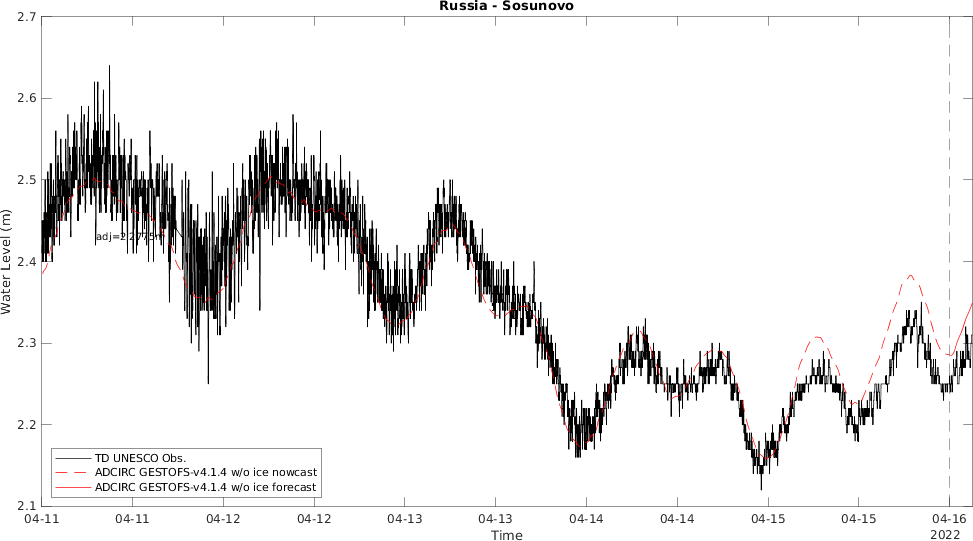 Russia - Sosunovo
2.7
2.6
2.5
2.4
2.3
2.2
2.1
Water Level (m)
TD UNESCO Obs.
ADCIRC GESTOFS-v4.1.4 w/o ice nowcast
ADCIRC GESTOFS-v4.1.4 w/o ice forecast
04-11 04-11 04-12 04-12 04-13 04-13 04-14 04-14 04-15 04-15 04-16
Time
2022